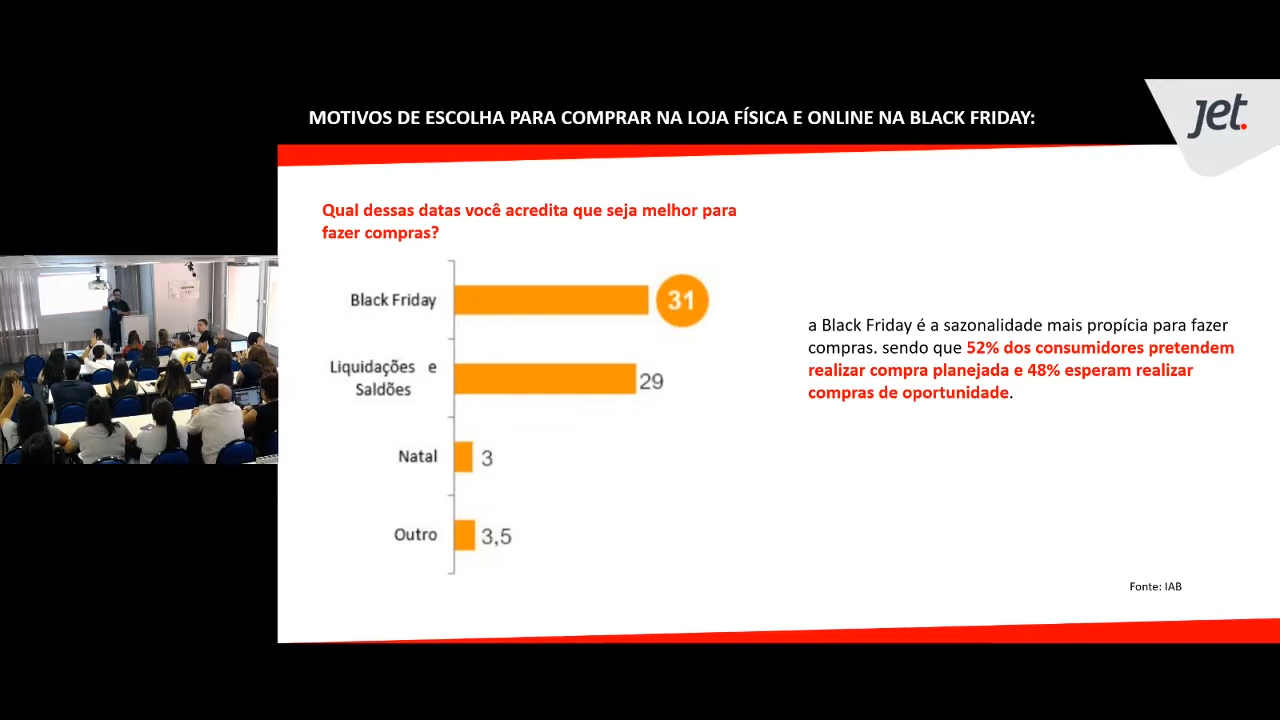 MOTIVOS DE ESCOLHA PARA COMPRAR NA LOJA FÍSICA E ONLINE NA BLACK FRIDAY:
jet.
Qual dessas datas você acredita que seja melhor para
fazer compras?
Black Friday
31
Liquidações e
Saldões
29
Natal
3
Outro
3,5
a Black Friday é a sazonalidade mais propícia para fazer
compras. sendo que 52% dos consumidores pretendem
realizar compra planejada e 48% esperam realizar
compras de oportunidade.
Fonte: IAB